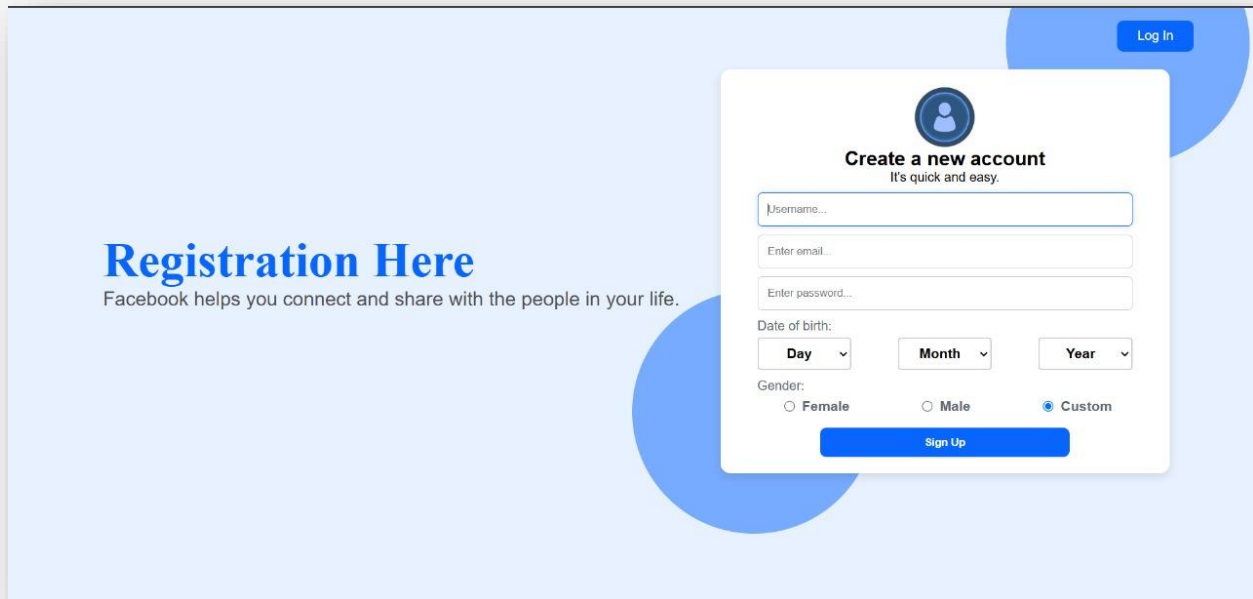 Log In
Create a new account
It's quick and easy.
Username...
Enter email...
Enter password...
Registration Here
Facebook helps you connect and share with the people in your life.
Date of birth:
Day Month Year
Gender:
Female Male Custom
Sign Up